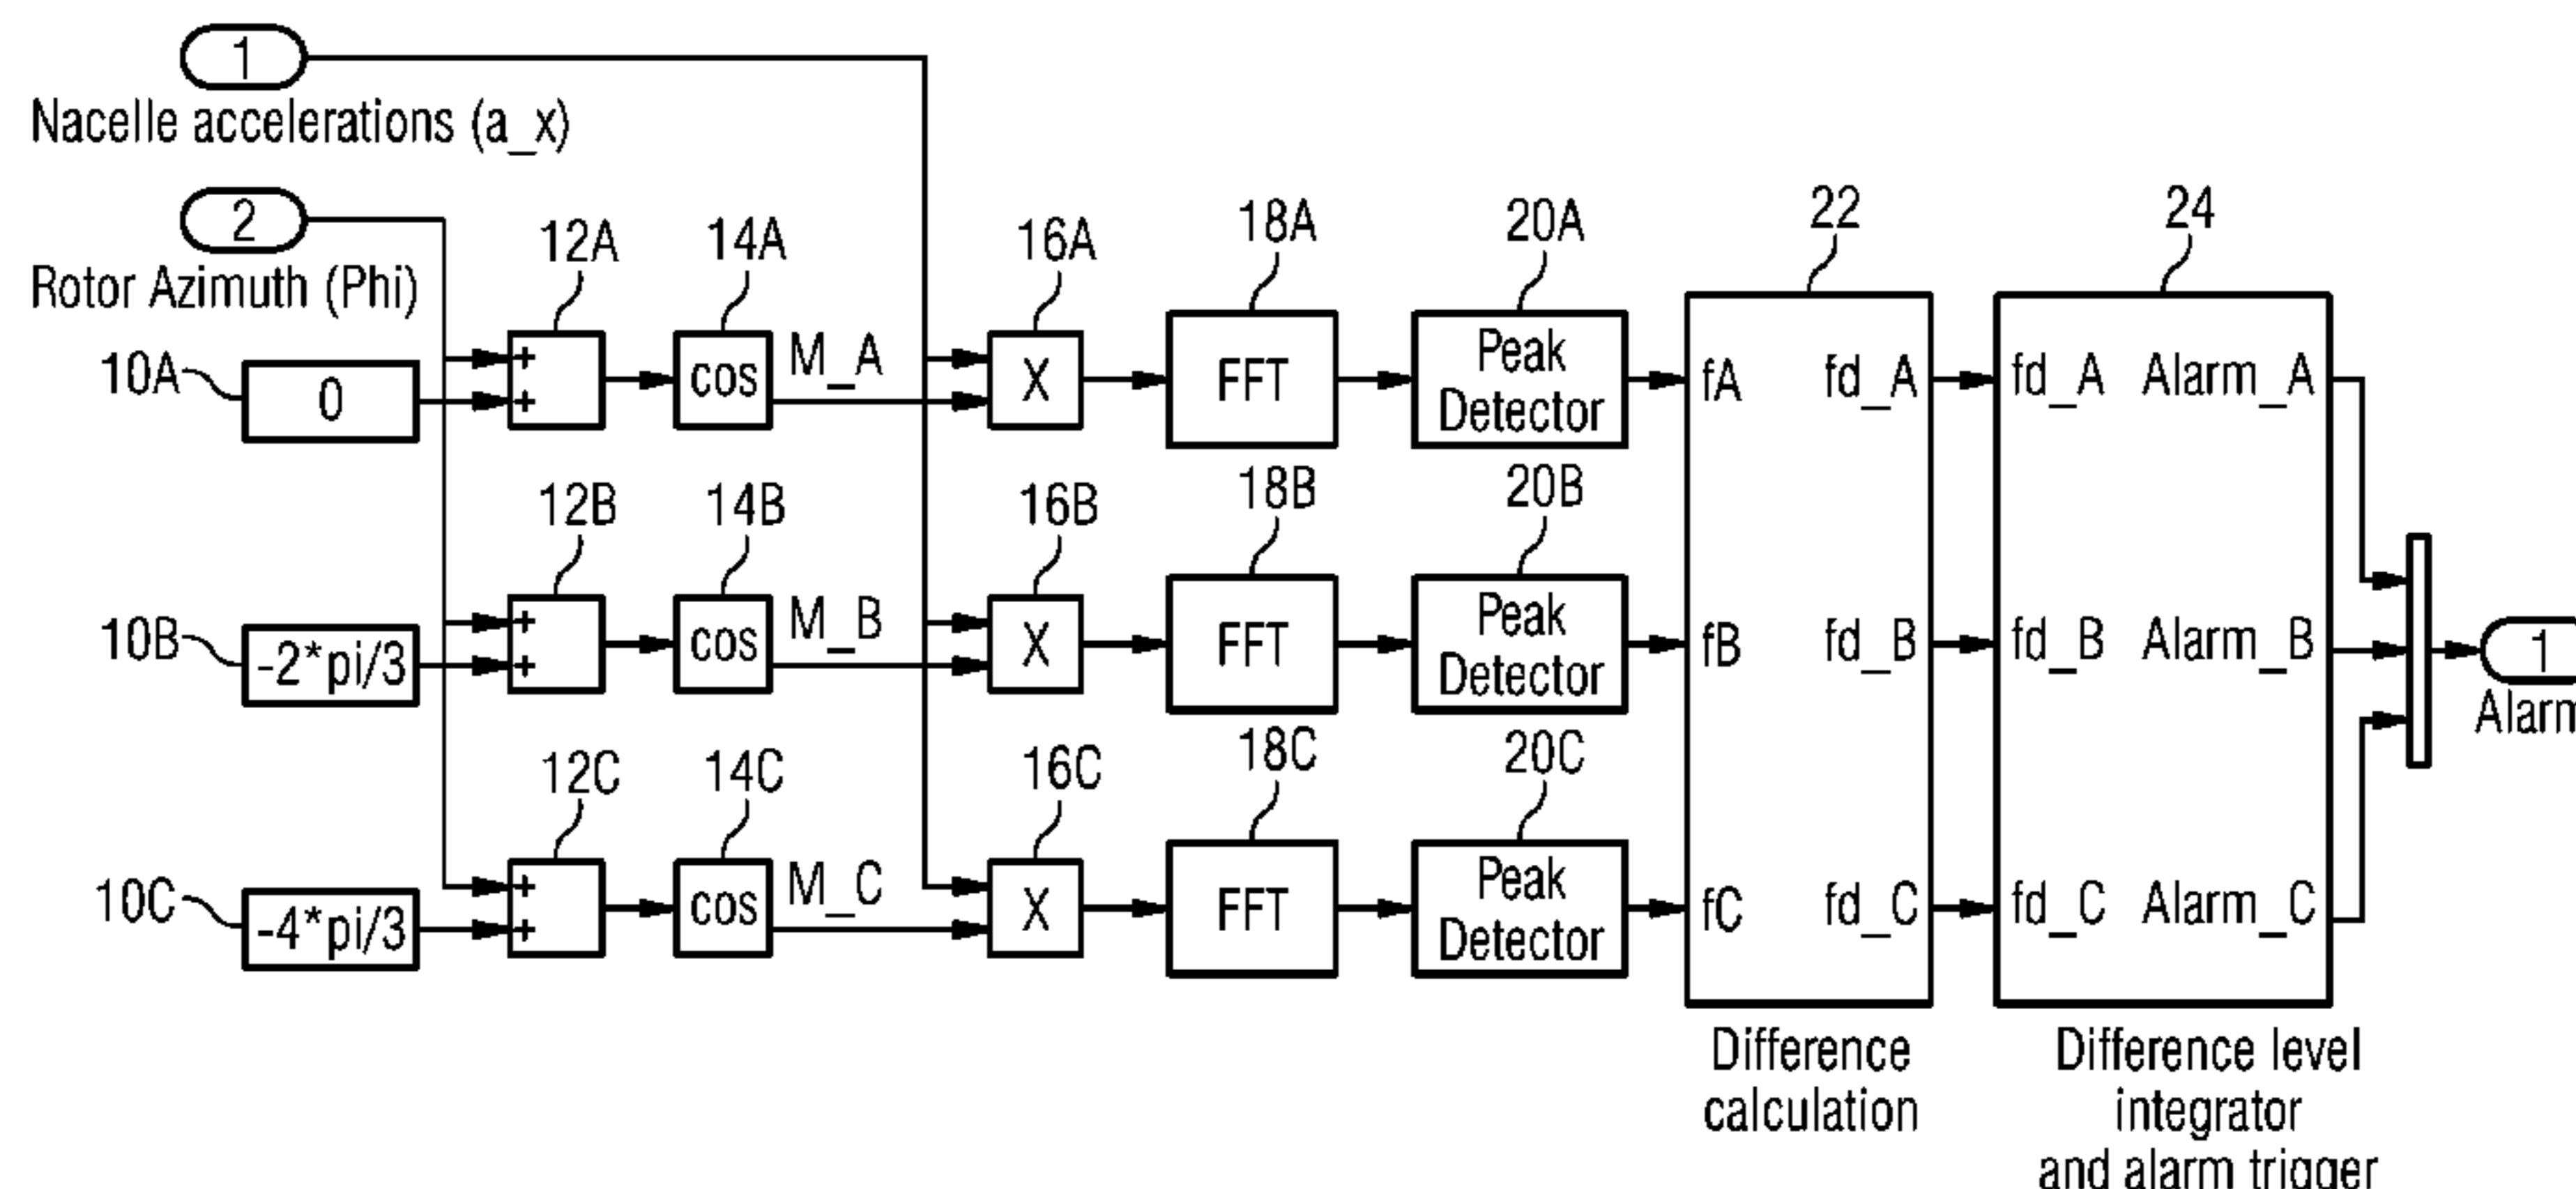 1
Nacelle accelerations (a_x)
2
Rotor Azimuth (Phi)
12A
14A
16A
18A
20A
22
24
10A
0
+
+
cos
M_A
X
FFT
Peak
Detector
fA
fd_A
fd_A
Alarm_A
12B
14B
16B
18B
20B
10B
-2*pi/3
+
+
cos
M_B
X
FFT
Peak
Detector
fB
fd_B
fd_B
Alarm_B
1
Alarm
12C
14C
16C
18C
20C
10C
-4*pi/3
+
+
cos
M_C
X
FFT
Peak
Detector
fC
fd_C
fd_C
Alarm_C
Difference
calculation
Difference level
integrator
and alarm trigger